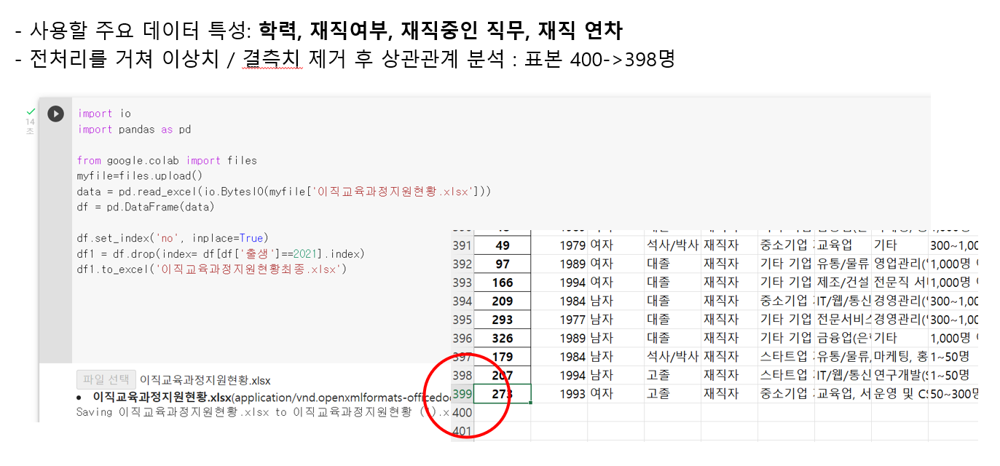 - 사용할 주요 데이터 특성: 학력, 재직여부, 재직중인 직무, 재직 연차
- 전처리를 거쳐 이상치 / 결측치 제거 후 상관관계 분석 : 표본 400->398명
14
초
import io
import pandas as pd
from google.colab import files
myfile=files.upload()
data = pd.read_excel(io.BytesIO(myfile['이직교육과정지원현황.xlsx']))
df = pd.DataFrame(data)
df.set_index('no', inplace=True)
df1 = df.drop(index= df[df['출생']==2021].index)
df1.to_excel('이직교육과정지원현황최종.xlsx')
파일 선택 이직교육과정지원현황.xlsx
• 이직교육과정지원현황.xlsx(application/vnd.openxmlformats-officedoc
Saving 이직교육과정지원현황.xlsx to 이직교육과정지원현황 ( ).x
391 49 1979 여자 석사/박사 재직자 중소기업 교육업 기타 300~1,00
392 97 1989 여자 대졸 재직자 기타 기업 유통/물류 영업관리( 1,000명
393 166 1994 여자 대졸 재직자 기타 기업 제조/건설 전문직 서 1,000명
394 209 1984 남자 대졸 재직자 중소기업 IT/웹/통신 경영관리( 300~1,00
395 293 1977 남자 대졸 재직자 기타 기업 전문서비스 경영관리( 300~1,00
396 326 1989 남자 대졸 재직자 기타 기업 금융업(은 기타 1,000명
397 179 1984 남자 석사/박사 재직자 스타트업 유통/물류, 마케팅, 홍 1~50명
398 207 1994 남자 고졸 재직자 스타트업 IT/웹/통신 연구개발( 1~50명
399 273 1993 여자 고졸 재직자 중소기업 교육업, 서 운영 및 CS 50~300명
400
401